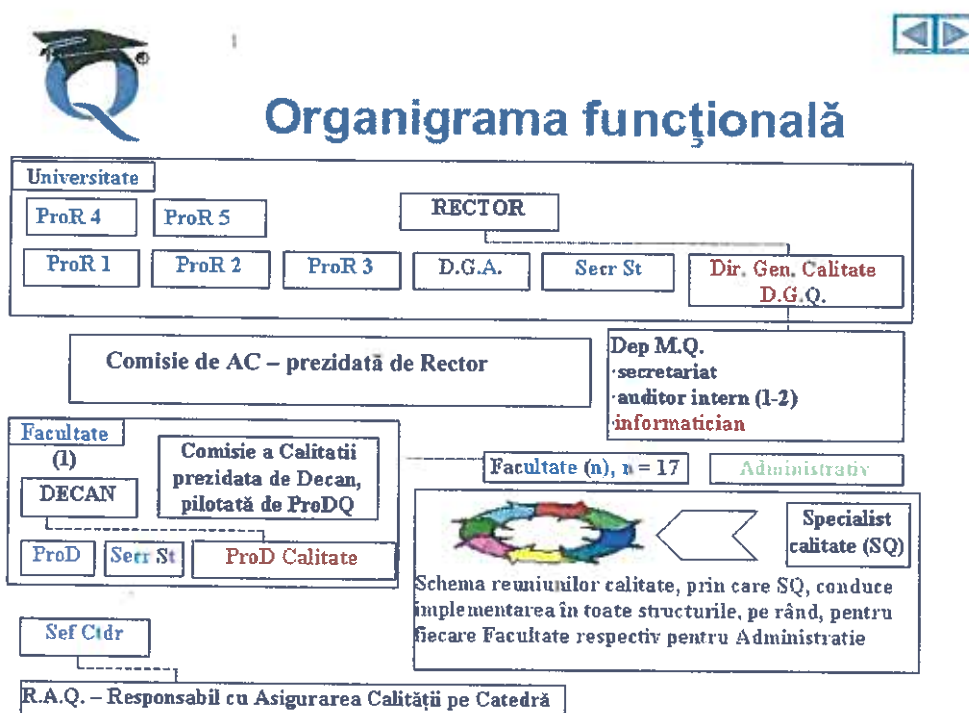 Organigrama funcţională
Universitate
ProR 4
ProR 5
RECTOR
ProR 1
ProR 2
ProR 3
D.G.A.
Secr St
Dir. Gen. Calitate
D.G.Q.
Comisie de AC – prezidată de Rector
Dep M.Q.
·secretariat
·auditor intern (1-2)
·informatician
Facultate
(1)
DECAN
Comisie a Calitatii
prezidata de Decan,
pilotată de ProDQ
ProD
Secr St
ProD Calitate
Facultate (n), n = 17
Administrativ
Specialist
calitate (SQ)
Schema reuniunilor calitate, prin care SQ, conduce
implementarea în toate structurile, pe rând, pentru
fiecare Facultate respectiv pentru Administratie
Sef Ctdr
R.A.Q. – Responsabil cu Asigurarea Calităţii pe Catedră